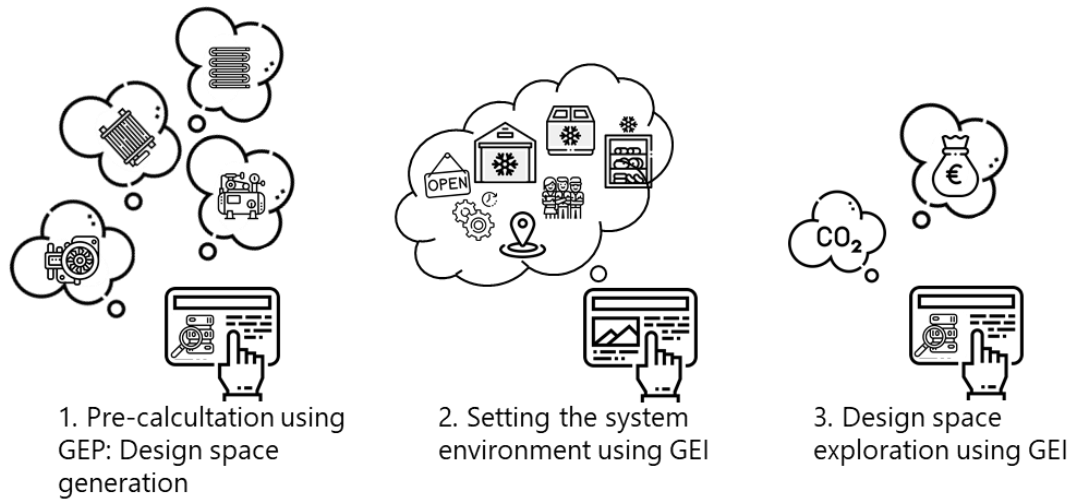 OPEN
€
CO₂
1. Pre-calcultation using
GEP: Design space
generation
2. Setting the system
environment using GEI
3. Design space
exploration using GEI